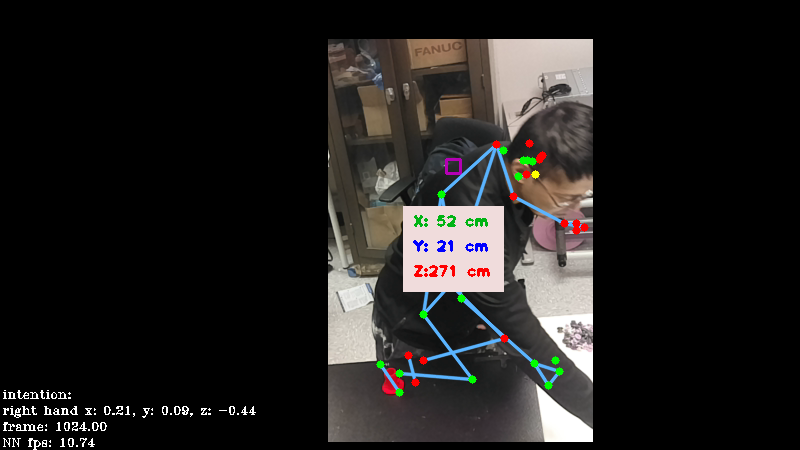 FANUC
X: 52 cm
Y: 21 cm
Z:271 cm
intention:
right hand x: 0.21, y: 0.09, z: -0.44
frame: 1024.00
NN fps: 10.74